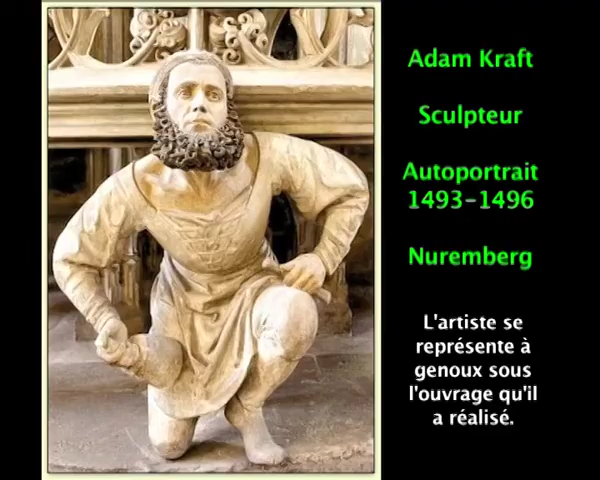 Adam Kraft
Sculpteur
Autoportrait
1493-1496
Nuremberg
L'artiste se
représente à
genoux sous
l'ouvrage qu'il
a réalisé.